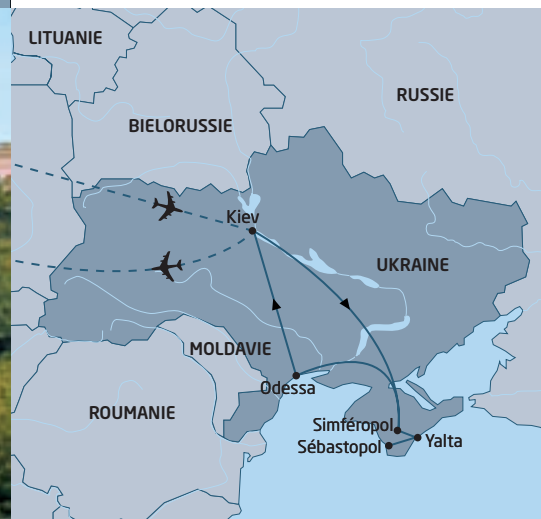 LITUANIE
RUSSIE
BIELORUSSIE
Kiev
UKRAINE
MOLDAVIE
Odessa
ROUMANIE
Simféropol
Sébastopol
Yalta